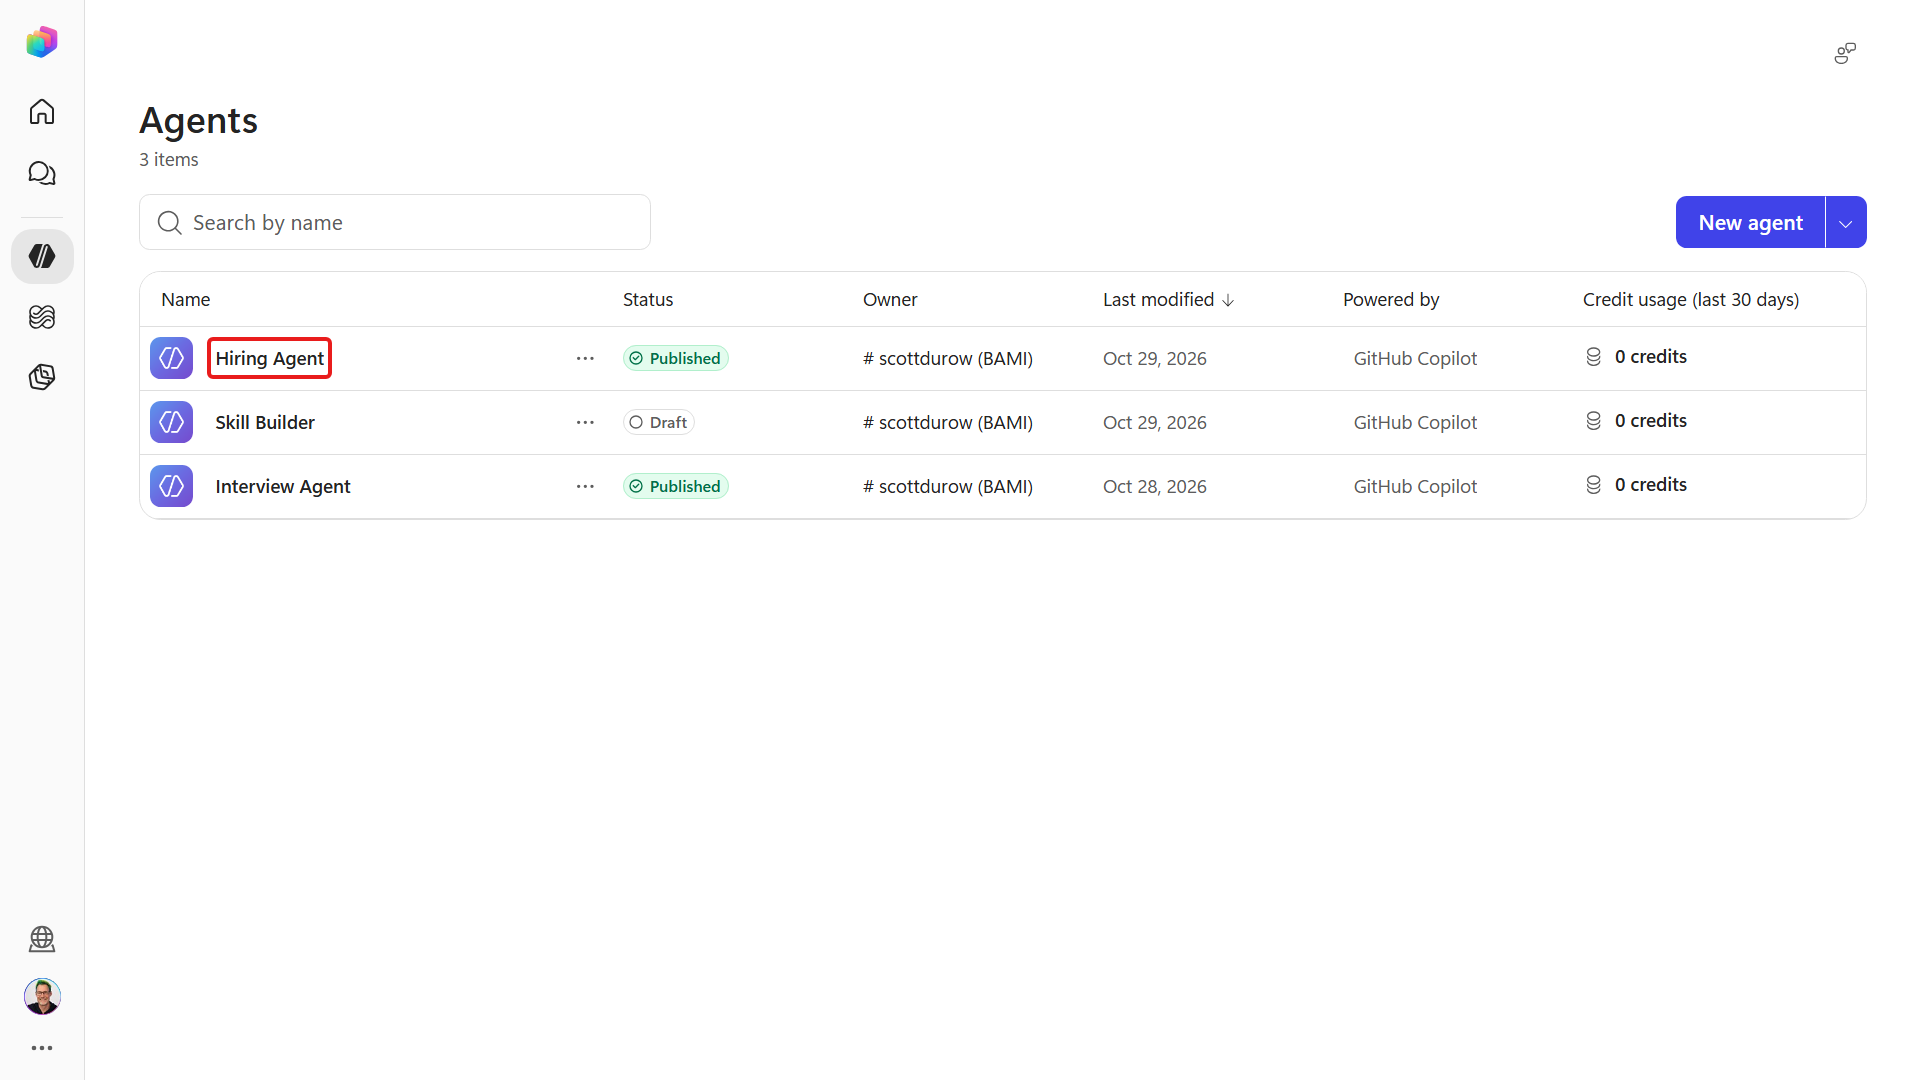 Agents
3 items
Search by name
New agent
Name Status Owner Last modified Powered by Credit usage (last 30 days)
Hiring Agent Published # scottdurow (BAMI) Oct 29, 2026 GitHub Copilot 0 credits
Skill Builder Draft # scottdurow (BAMI) Oct 29, 2026 GitHub Copilot 0 credits
Interview Agent Published # scottdurow (BAMI) Oct 28, 2026 GitHub Copilot 0 credits